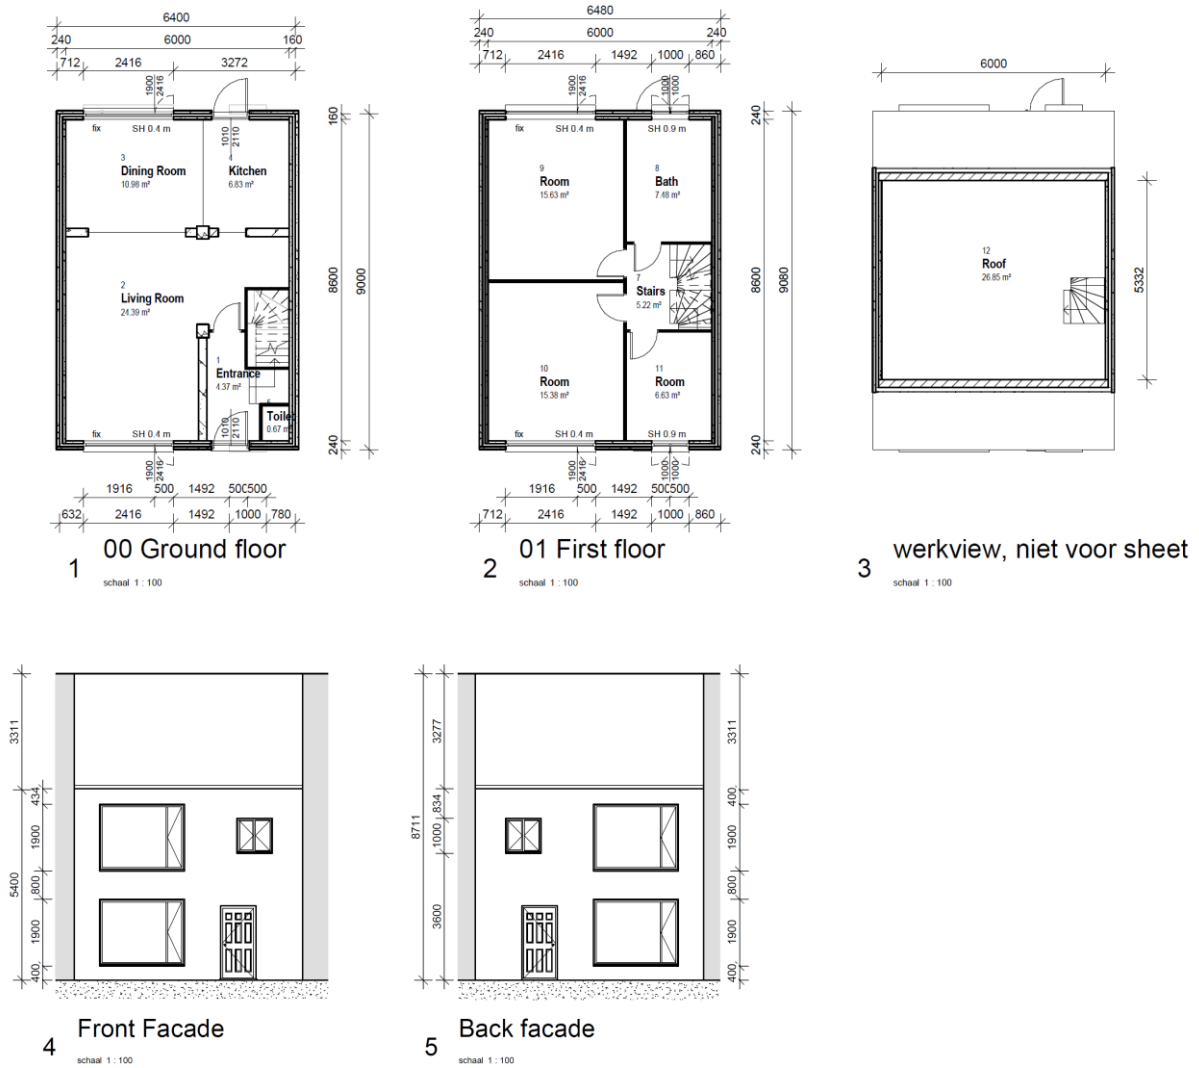 6400
240 6000 160
712 2416 3272
1900
2416
fix SH 0.4 m
1010
2110
3
Dining Room
10.98 m²
4
Kitchen
6.83 m²
2
Living Room
24.39 m²
1
Entrance
4.37 m²
Toilet
0.67 m²
fix SH 0.4 m
1010
2110
1900
2416
160
8600
9000
240
1916 500 1492 500 500
632 2416 1492 1000 780
1 00 Ground floor
schaal 1 : 100
6480
240 6000 240
712 2416 1492 1000 860
1900
2416
1000
1000
fix SH 0.4 m SH 0.9 m
9
Room
15.63 m²
8
Bath
7.48 m²
7
Stairs
5.22 m²
10
Room
15.38 m²
11
Room
6.63 m²
fix SH 0.4 m SH 0.9 m
1900
2416
1000
1000
240
8600
9080
240
1916 500 1492 500 500
712 2416 1492 1000 860
2 01 First floor
schaal 1 : 100
6000
12
Roof
26.85 m²
5332
3 werkview, niet voor sheet
schaal 1 : 100
3311
5400
434
1900
800
1900
400
4 Front Facade
schaal 1 : 100
8711
3277
834
1000
3600
3311
400
1900
800
1900
400
5 Back facade
schaal 1 : 100